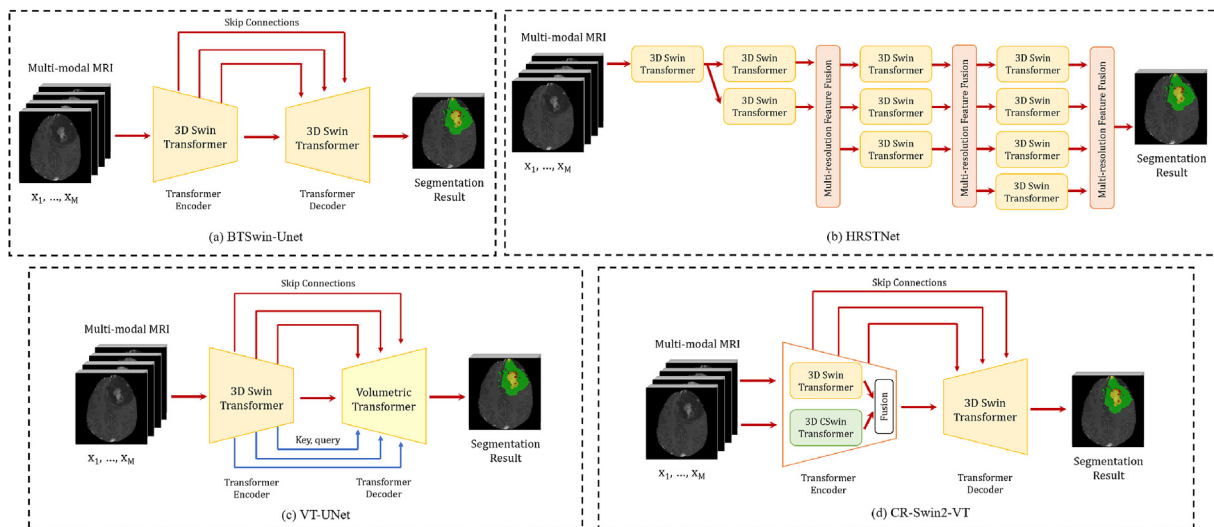 Skip Connections
Multi-modal MRI
3D Swin
Transformer
3D Swin
Transformer
x1, ..., xM
Transformer
Encoder
Transformer
Decoder
Segmentation
Result
(a) BTSwin-Unet
Multi-modal MRI
x1, ..., xM
3D Swin
Transformer
3D Swin
Transformer
3D Swin
Transformer
Multi-resolution Feature Fusion
3D Swin
Transformer
3D Swin
Transformer
3D Swin
Transformer
Multi-resolution Feature Fusion
3D Swin
Transformer
3D Swin
Transformer
3D Swin
Transformer
3D Swin
Transformer
Multi-resolution Feature Fusion
Segmentation
Result
(b) HRSTNet
Skip Connections
Multi-modal MRI
3D Swin
Transformer
Volumetric
Transformer
Key, query
x1, ..., xM
Transformer
Encoder
Transformer
Decoder
Segmentation
Result
(c) VT-UNet
Skip Connections
Multi-modal MRI
3D Swin
Transformer
3D CSwin
Transformer
Fusion
3D Swin
Transformer
x1, ..., xM
Transformer
Encoder
Transformer
Decoder
Segmentation
Result
(d) CR-Swin2-VT